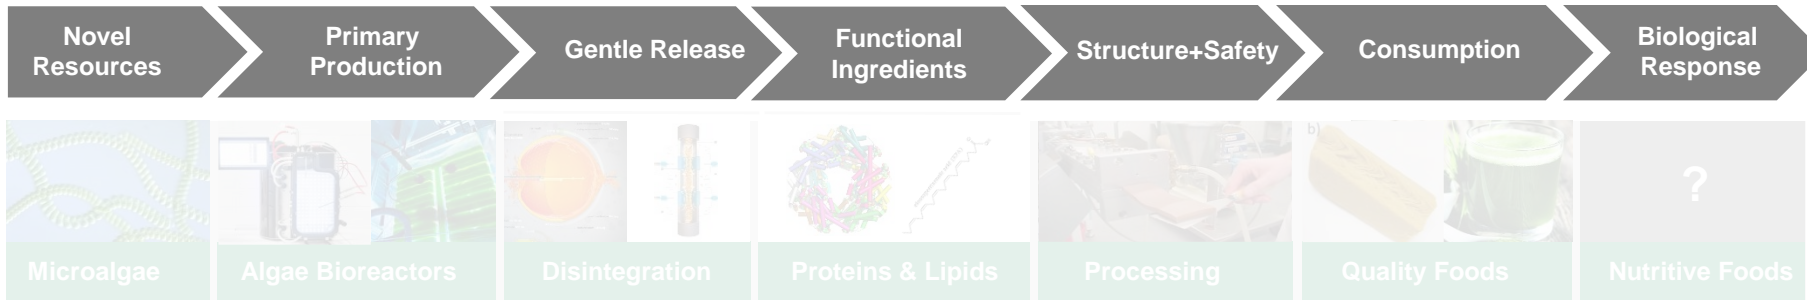 Novel
Resources
Primary
Production
Gentle Release
Functional
Ingredients
Structure+Safety
Consumption
Biological
Response
b)
?
Microalgae
Algae Bioreactors
Disintegration
Proteins & Lipids
Processing
Quality Foods
Nutritive Foods